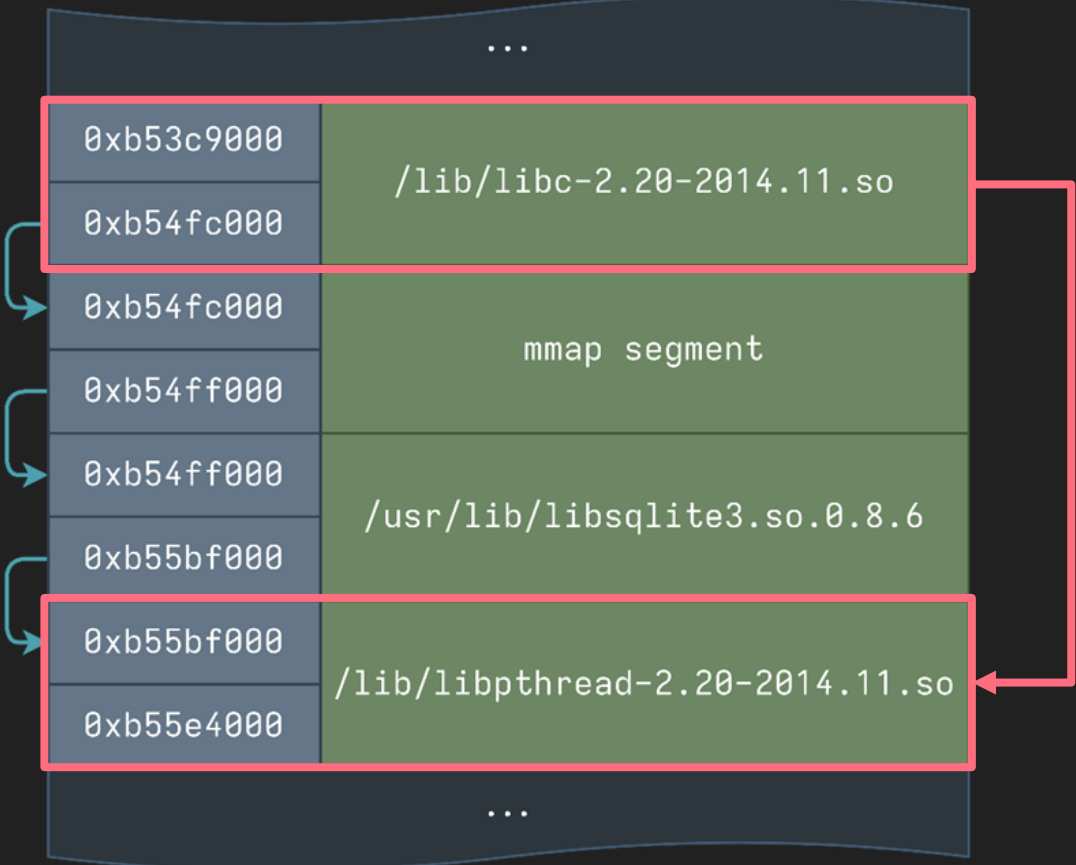 ...
0xb53c9000
/lib/libc-2.20-2014.11.so
0xb54fc000
0xb54fc000
mmap segment
0xb54ff000
0xb54ff000
/usr/lib/libsqlite3.so.0.8.6
0xb55bf000
0xb55bf000
/lib/libpthread-2.20-2014.11.so
0xb55e4000
...